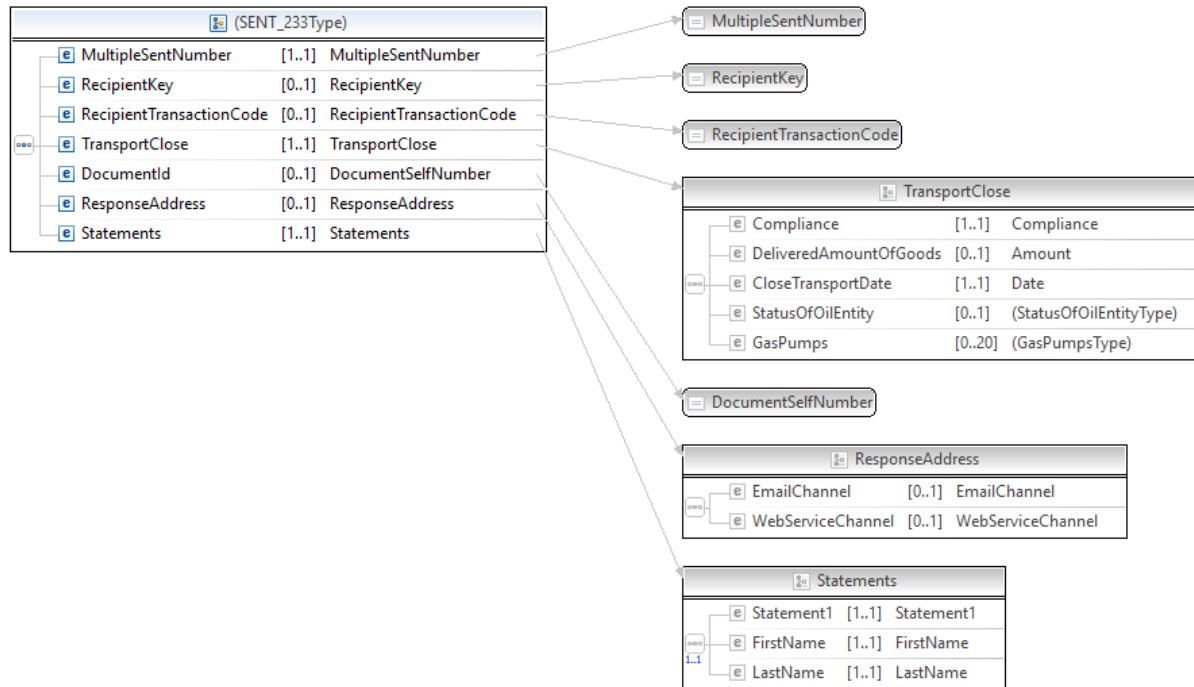 (SENT_233Type)
MultipleSentNumber [1..1] MultipleSentNumber
RecipientKey [0..1] RecipientKey
RecipientTransactionCode [0..1] RecipientTransactionCode
TransportClose [1..1] TransportClose
DocumentId [0..1] DocumentSelfNumber
ResponseAddress [0..1] ResponseAddress
Statements [1..1] Statements
MultipleSentNumber
RecipientKey
RecipientTransactionCode
TransportClose
e Compliance [1..1] Compliance
e DeliveredAmountOfGoods [0..1] Amount
e CloseTransportDate [1..1] Date
e StatusOfOilEntity [0..1] (StatusOfOilEntityType)
e GasPumps [0..20] (GasPumpsType)
DocumentSelfNumber
ResponseAddress
e EmailChannel [0..1] EmailChannel
e WebServiceChannel [0..1] WebServiceChannel
Statements
e Statement1 [1..1] Statement1
e FirstName [1..1] FirstName
1..1
e LastName [1..1] LastName